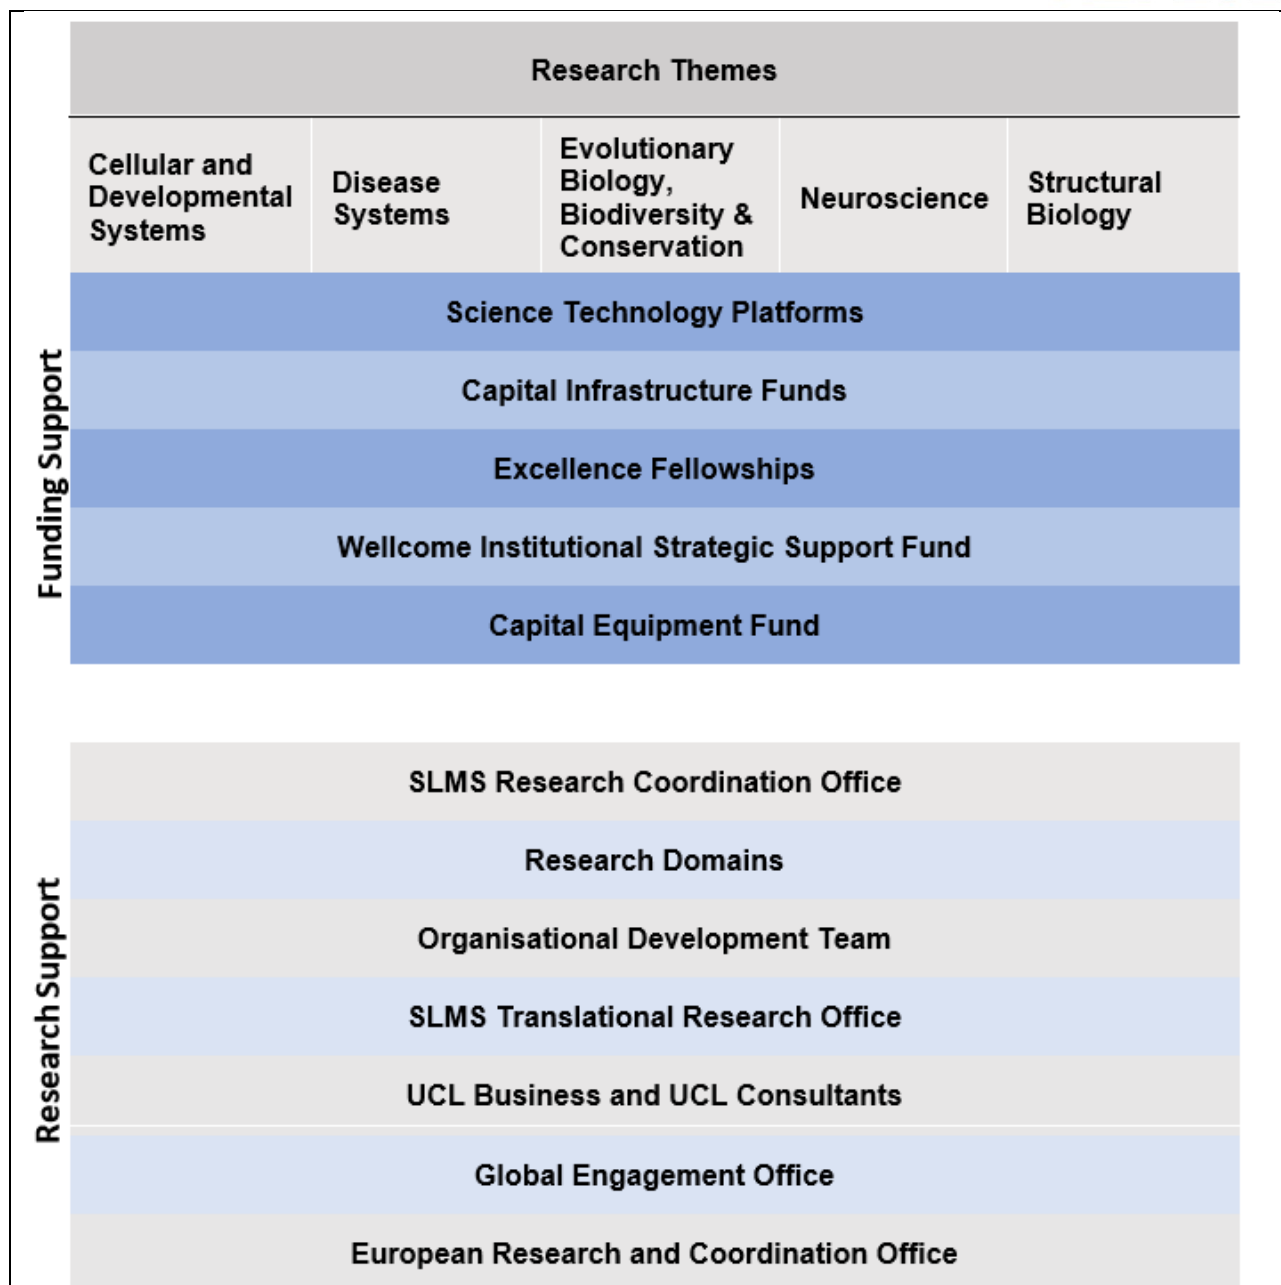 Research Themes
Cellular and
Developmental
Systems
Disease
Systems
Evolutionary
Biology,
Biodiversity &
Conservation
Neuroscience
Structural
Biology
Funding Support
Science Technology Platforms
Capital Infrastructure Funds
Excellence Fellowships
Wellcome Institutional Strategic Support Fund
Capital Equipment Fund
Research Support
SLMS Research Coordination Office
Research Domains
Organisational Development Team
SLMS Translational Research Office
UCL Business and UCL Consultants
Global Engagement Office
European Research and Coordination Office